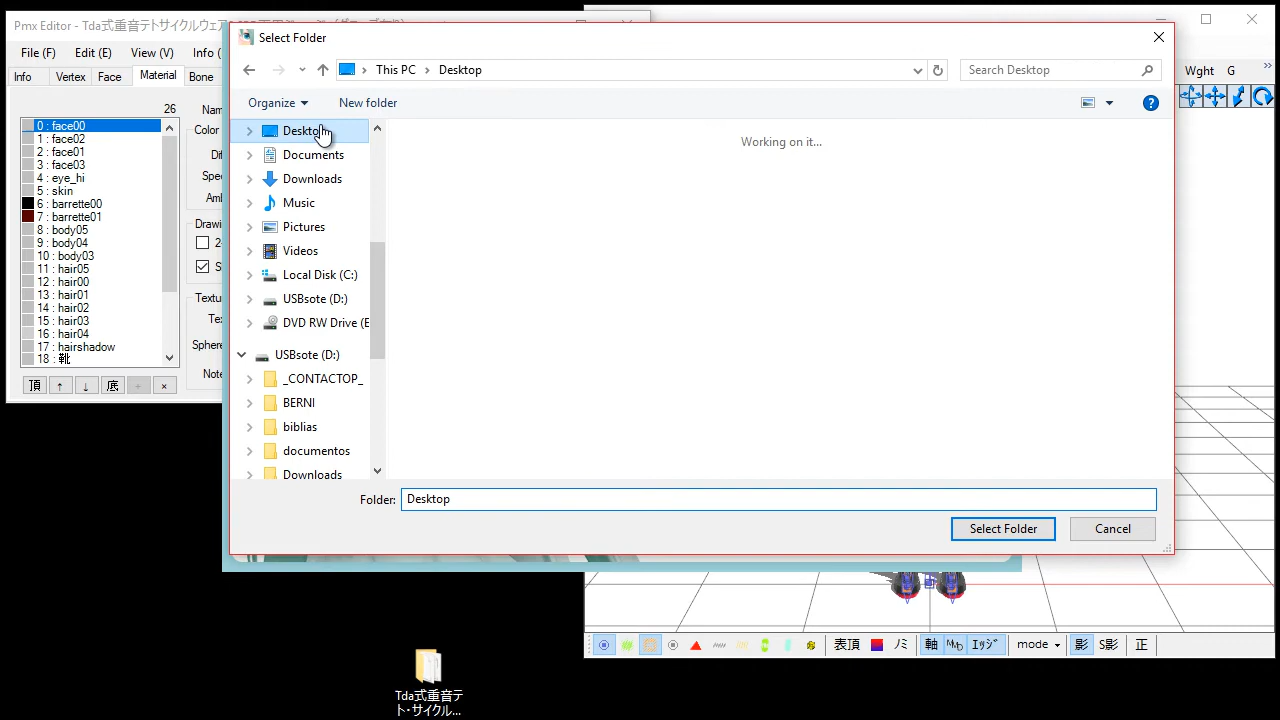 Pmx Editor - Tda式重音テトサイクルウェア
Select Folder
File (F)
Edit (E)
View (V)
Info (
This PC
Desktop
Search Desktop
Wght
G
Info
Vertex
Face
Material
Bone
Organize
New folder
26
Nam
0 : face00
1 : face02
2 : face01
3 : face03
4 : eye_hi
5 : skin
6 : barrette00
7 : barrette01
8 : body05
9 : body04
10 : body03
11 : hair05
12 : hair00
13 : hair01
14 : hair02
15 : hair03
16 : hair04
17 : hairshadow
18 : 靴
Color
Dif
Spec
Amb
Drawi
2-
S
Textu
Tex
Sphere
Note
頂
↑
↓
底
+
×
Desktop
Documents
Downloads
Music
Pictures
Videos
Local Disk (C:)
USBsote (D:)
DVD RW Drive (E
USBsote (D:)
_CONTACTOP_
BERNI
biblias
documentos
Downloads
Working on it...
Folder:
Desktop
Select Folder
Cancel
表頂
ノミ
軸
MMD
ｴｯｼﾞ
mode
影
S影
正
Tda式重音テ
ト・サイクル...